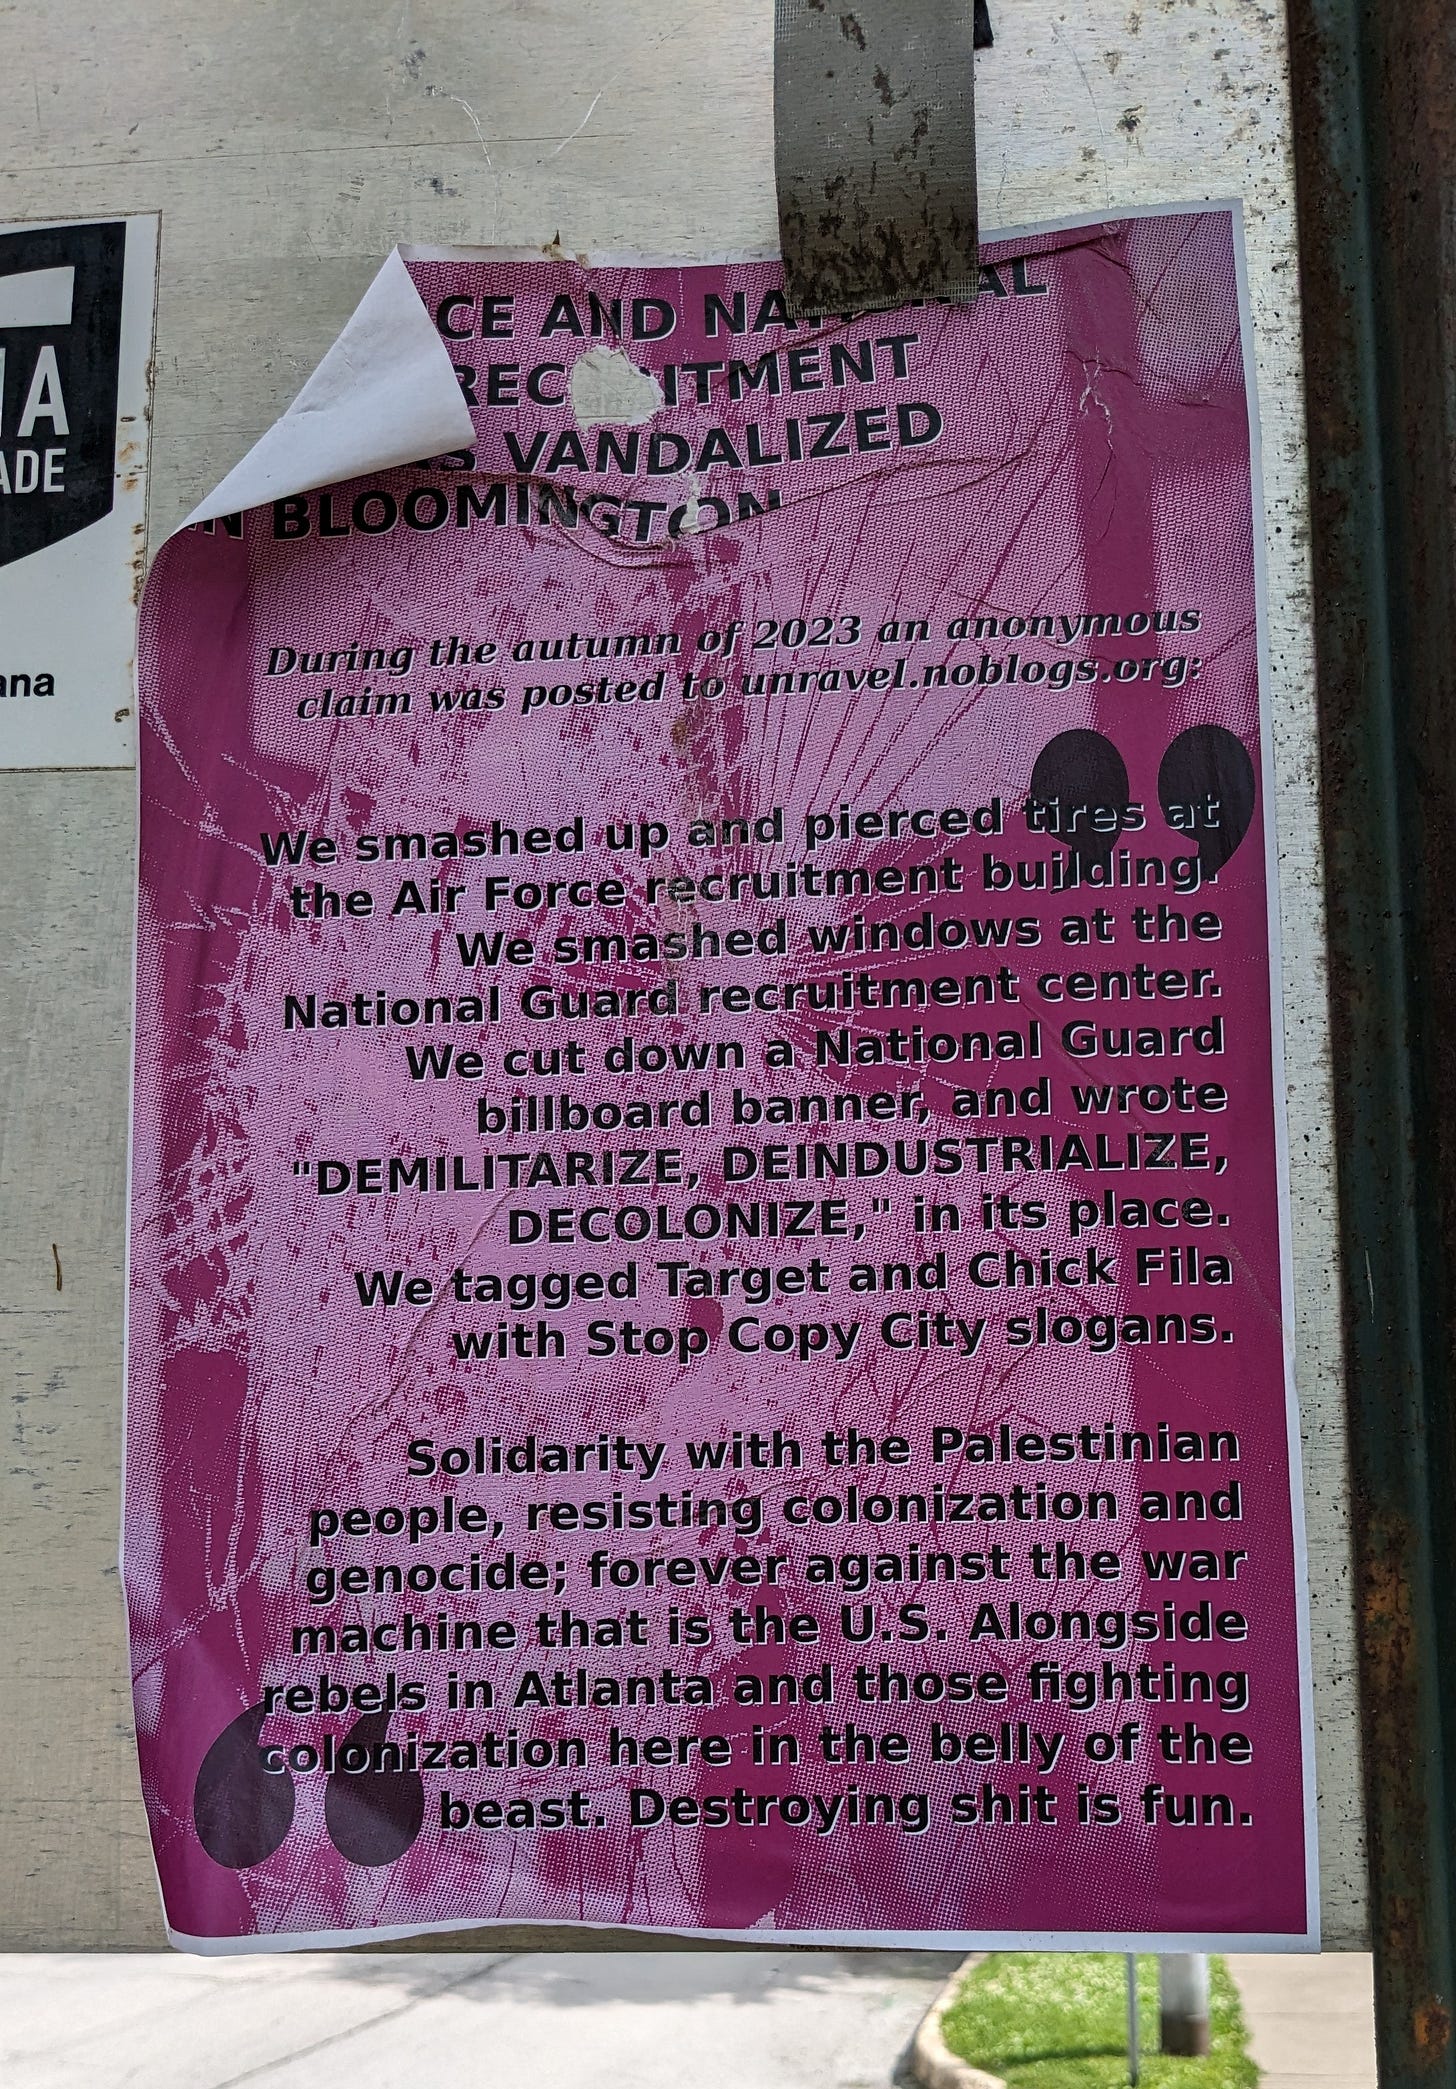 IA
ADE
ana
CE AND NATIONAL
RECRUITMENT
VANDALIZED
IN BLOOMINGTON
During the autumn of 2023 an anonymous
claim was posted to unravel.noblogs.org:
We smashed up and pierced tires at
the Air Force recruitment building.
We smashed windows at the
National Guard recruitment center.
We cut down a National Guard
billboard banner, and wrote
"DEMILITARIZE, DEINDUSTRIALIZE,
DECOLONIZE," in its place.
We tagged Target and Chick Fila
with Stop Copy City slogans.
Solidarity with the Palestinian
people, resisting colonization and
genocide; forever against the war
machine that is the U.S. Alongside
rebels in Atlanta and those fighting
colonization here in the belly of the
beast. Destroying shit is fun.